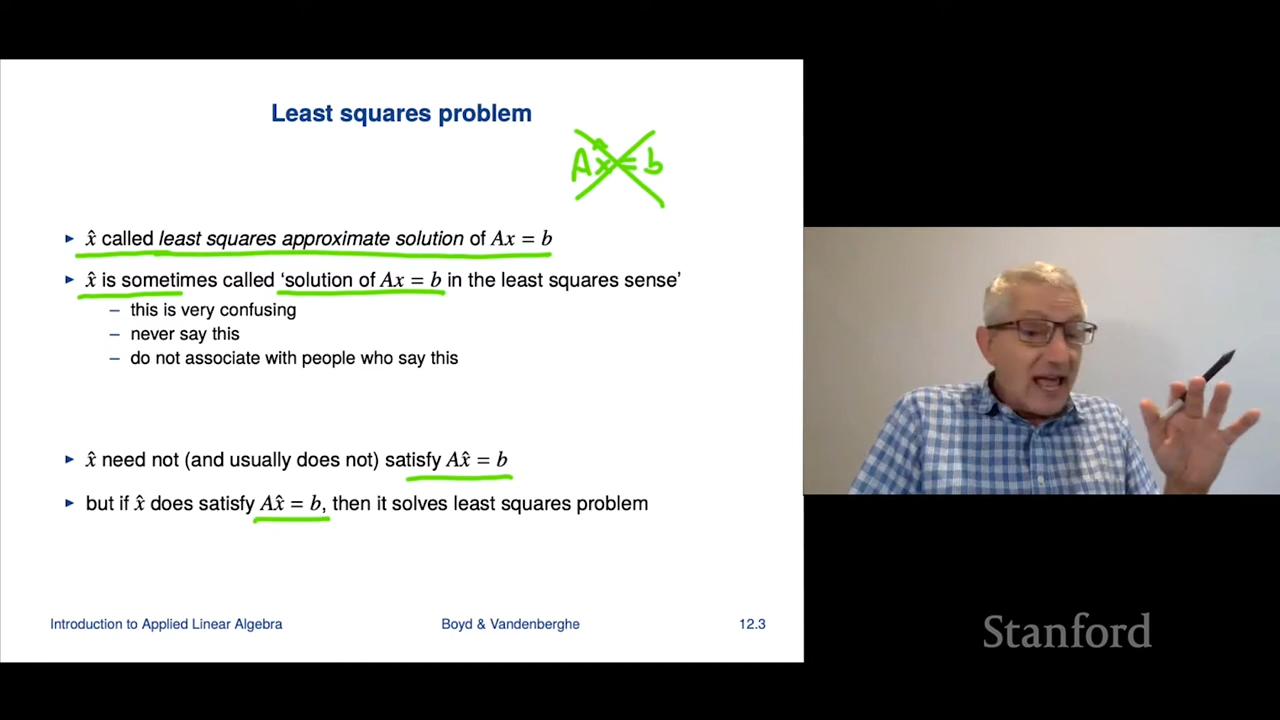 Least squares problem
Ax̂ = b
▶ x̂ called least squares approximate solution of Ax = b
▶ x̂ is sometimes called ‘solution of Ax = b in the least squares sense’
– this is very confusing
– never say this
– do not associate with people who say this
▶ x̂ need not (and usually does not) satisfy Ax̂ = b
▶ but if x̂ does satisfy Ax̂ = b, then it solves least squares problem
Introduction to Applied Linear Algebra Boyd & Vandenberghe 12.3
Stanford